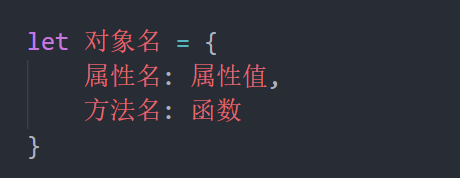 let 对象名 = {
属性名: 属性值,
方法名: 函数
}